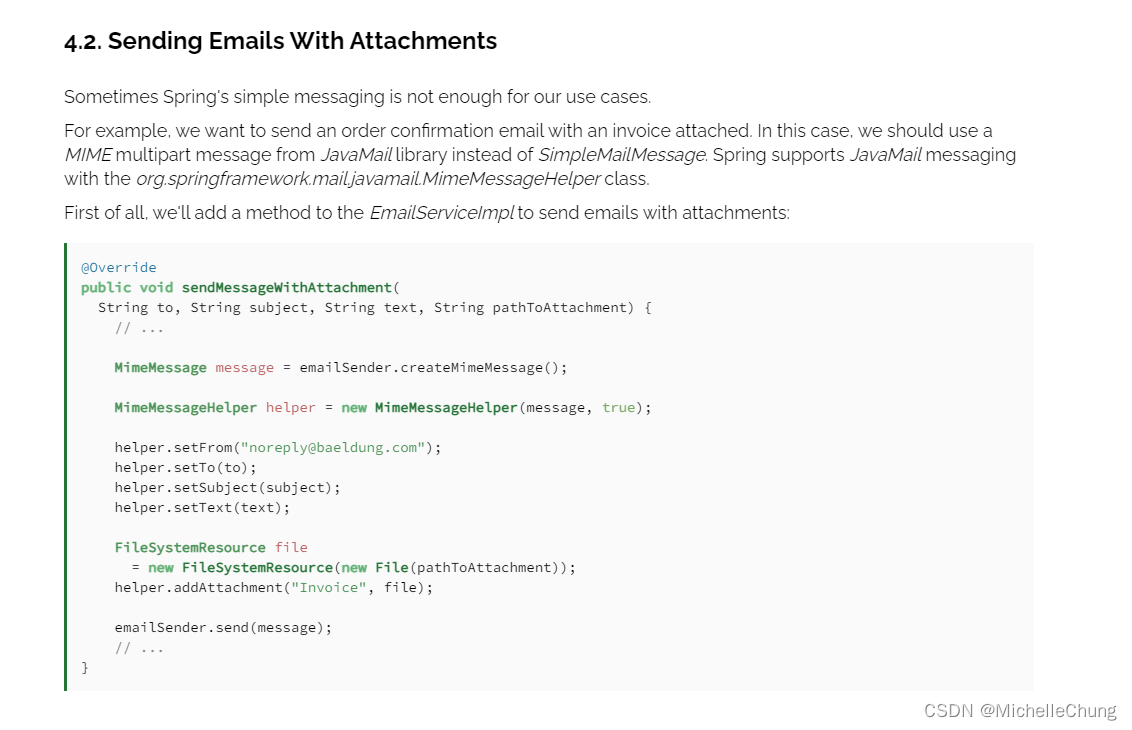 4.2. Sending Emails With Attachments
Sometimes Spring's simple messaging is not enough for our use cases.
For example, we want to send an order confirmation email with an invoice attached. In this case, we should use a
MIME multipart message from JavaMail library instead of SimpleMailMessage. Spring supports JavaMail messaging
with the org.springframework.mail.javamail.MimeMessageHelper class.
First of all, we'll add a method to the EmailServiceImpl to send emails with attachments:
@Override
public void sendMessageWithAttachment(
  String to, String subject, String text, String pathToAttachment) {
    // ...
    MimeMessage message = emailSender.createMimeMessage();
    MimeMessageHelper helper = new MimeMessageHelper(message, true);
    helper.setFrom("noreply@baeldung.com");
    helper.setTo(to);
    helper.setSubject(subject);
    helper.setText(text);
    FileSystemResource file
      = new FileSystemResource(new File(pathToAttachment));
    helper.addAttachment("Invoice", file);
    emailSender.send(message);
    // ...
}
CSDN @MichelleChung